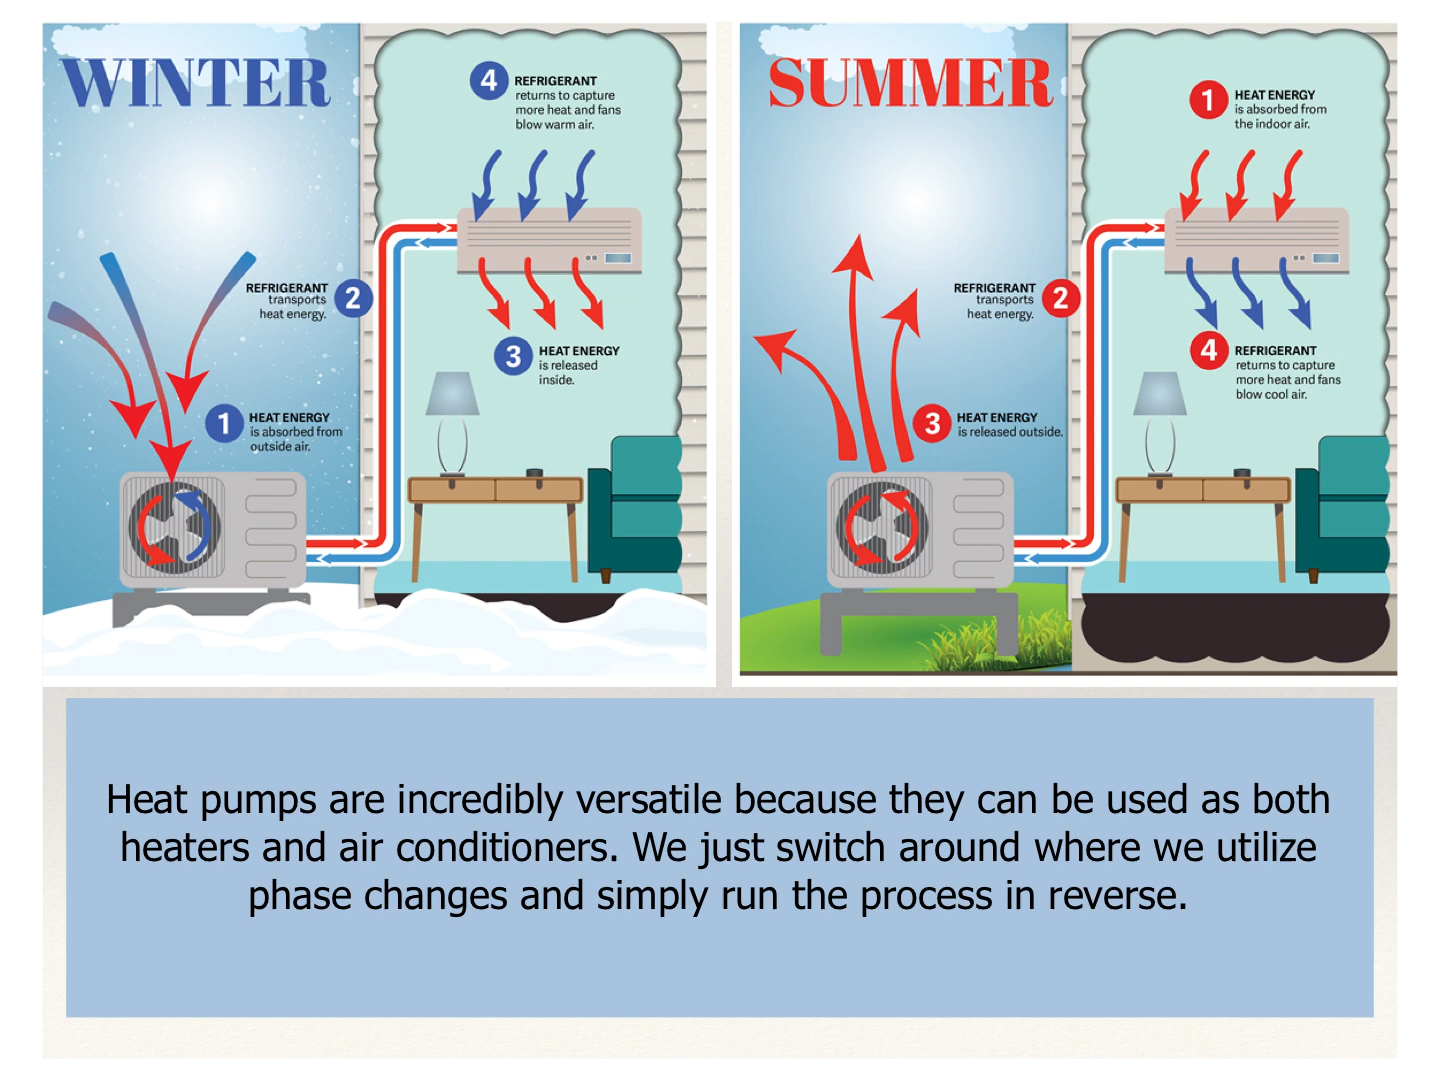 WINTER
4
REFRIGERANT
returns to capture
more heat and fans
blow warm air.
REFRIGERANT
transports
heat energy.
2
3
HEAT ENERGY
is released
inside.
1
HEAT ENERGY
is absorbed from
outside air.
SUMMER
1
HEAT ENERGY
is absorbed from
the indoor air.
REFRIGERANT
transports
heat energy.
2
4
REFRIGERANT
returns to capture
more heat and fans
blow cool air.
3
HEAT ENERGY
is released outside.
Heat pumps are incredibly versatile because they can be used as both
heaters and air conditioners. We just switch around where we utilize
phase changes and simply run the process in reverse.